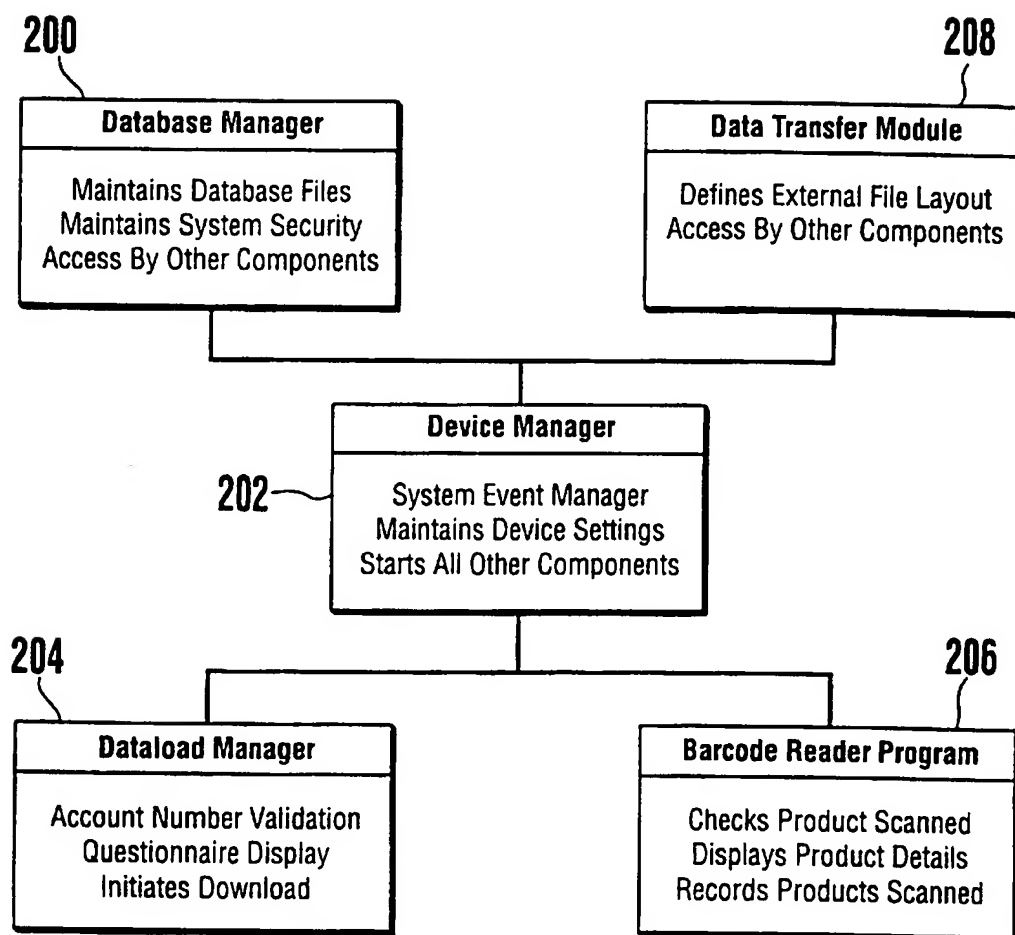 200
Database Manager
Maintains Database Files
Maintains System Security
Access By Other Components
208
Data Transfer Module
Defines External File Layout
Access By Other Components
202
Device Manager
System Event Manager
Maintains Device Settings
Starts All Other Components
204
Dataload Manager
Account Number Validation
Questionnaire Display
Initiates Download
206
Barcode Reader Program
Checks Product Scanned
Displays Product Details
Records Products Scanned